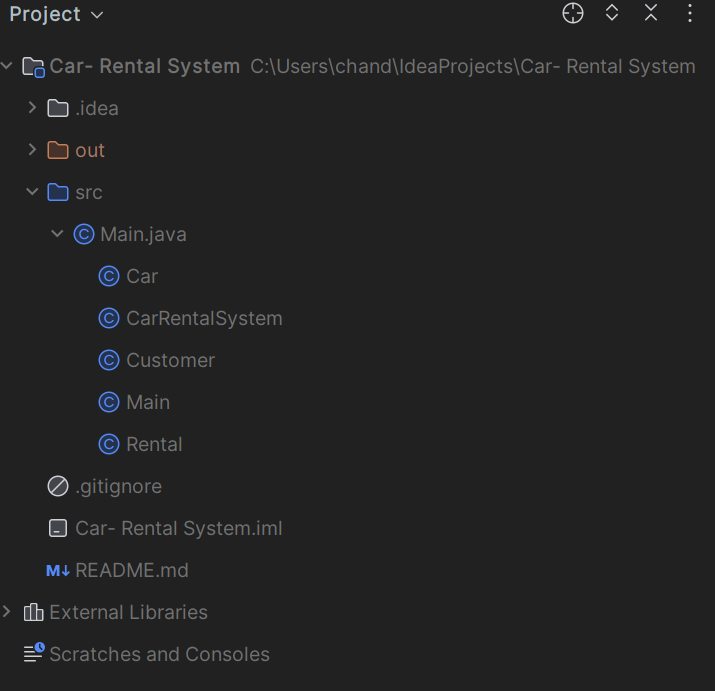 Project
Car- Rental System C:\Users\chand\IdeaProjects\Car- Rental System
.idea
out
src
Main.java
Car
CarRentalSystem
Customer
Main
Rental
.gitignore
Car- Rental System.iml
README.md
External Libraries
Scratches and Consoles